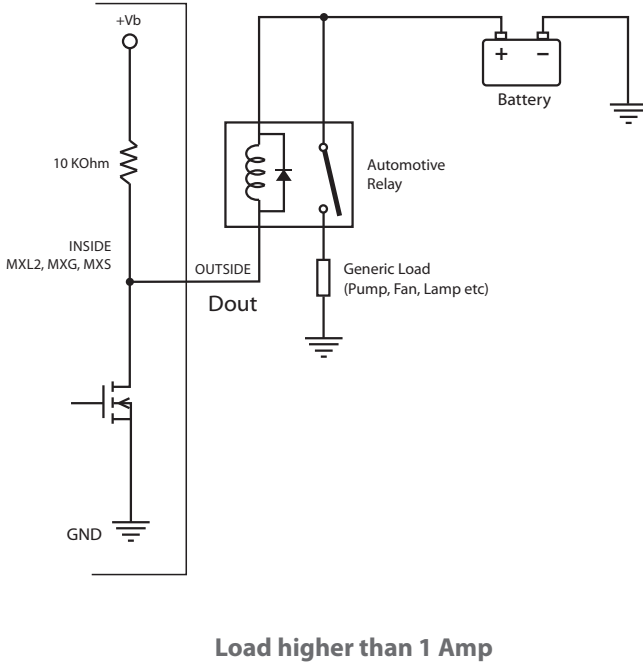 +Vb
+ −
Battery
10 KOhm
Automotive
Relay
INSIDE
MXL2, MXG, MXS
OUTSIDE
Dout
Generic Load
(Pump, Fan, Lamp etc)
GND
Load higher than 1 Amp